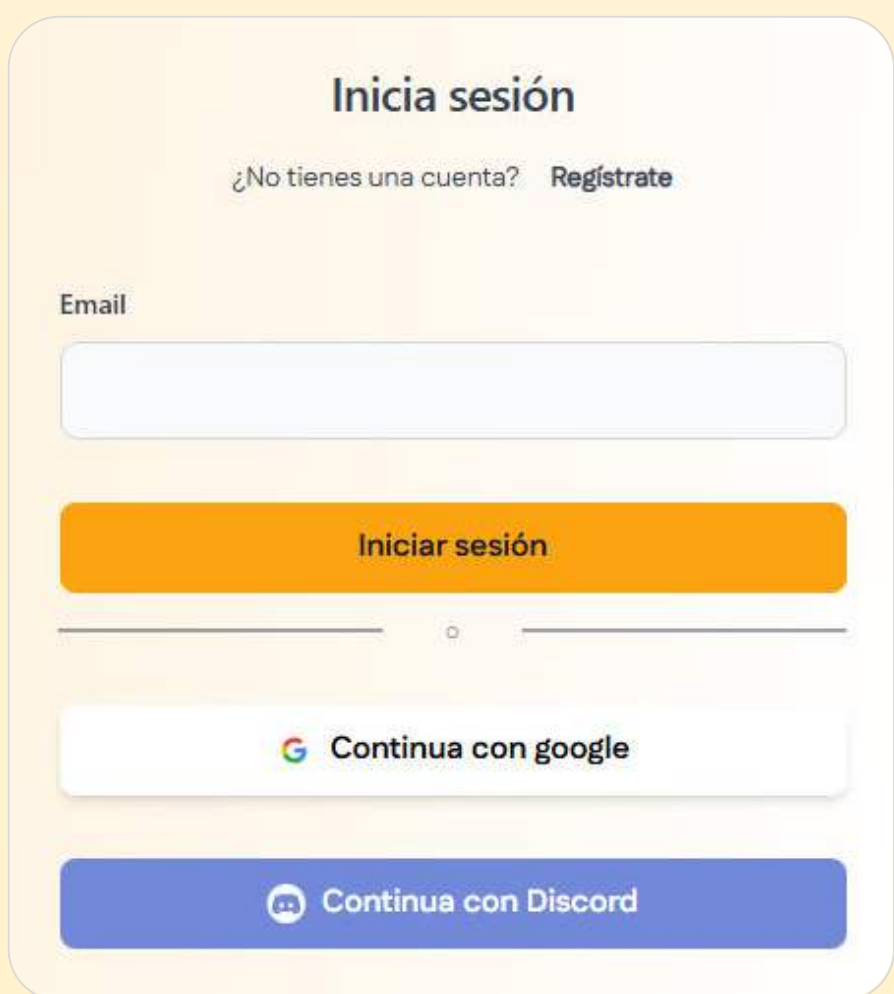 Inicia sesión
¿No tienes una cuenta? Regístrate
Email
Iniciar sesión
o
Continua con google
Continua con Discord